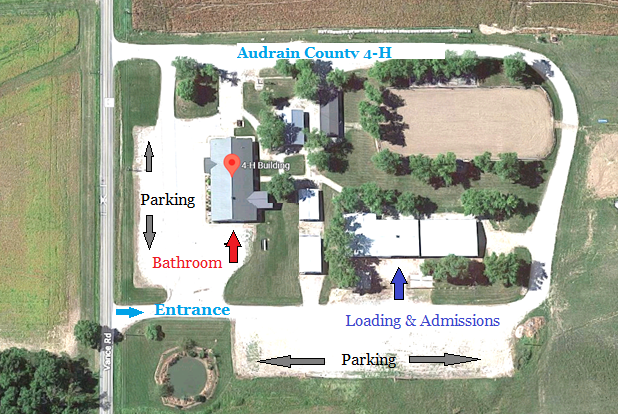 Audrain County 4-H
4-H Building
Parking
Bathroom
Entrance
Loading & Admissions
Vance Rd
Parking